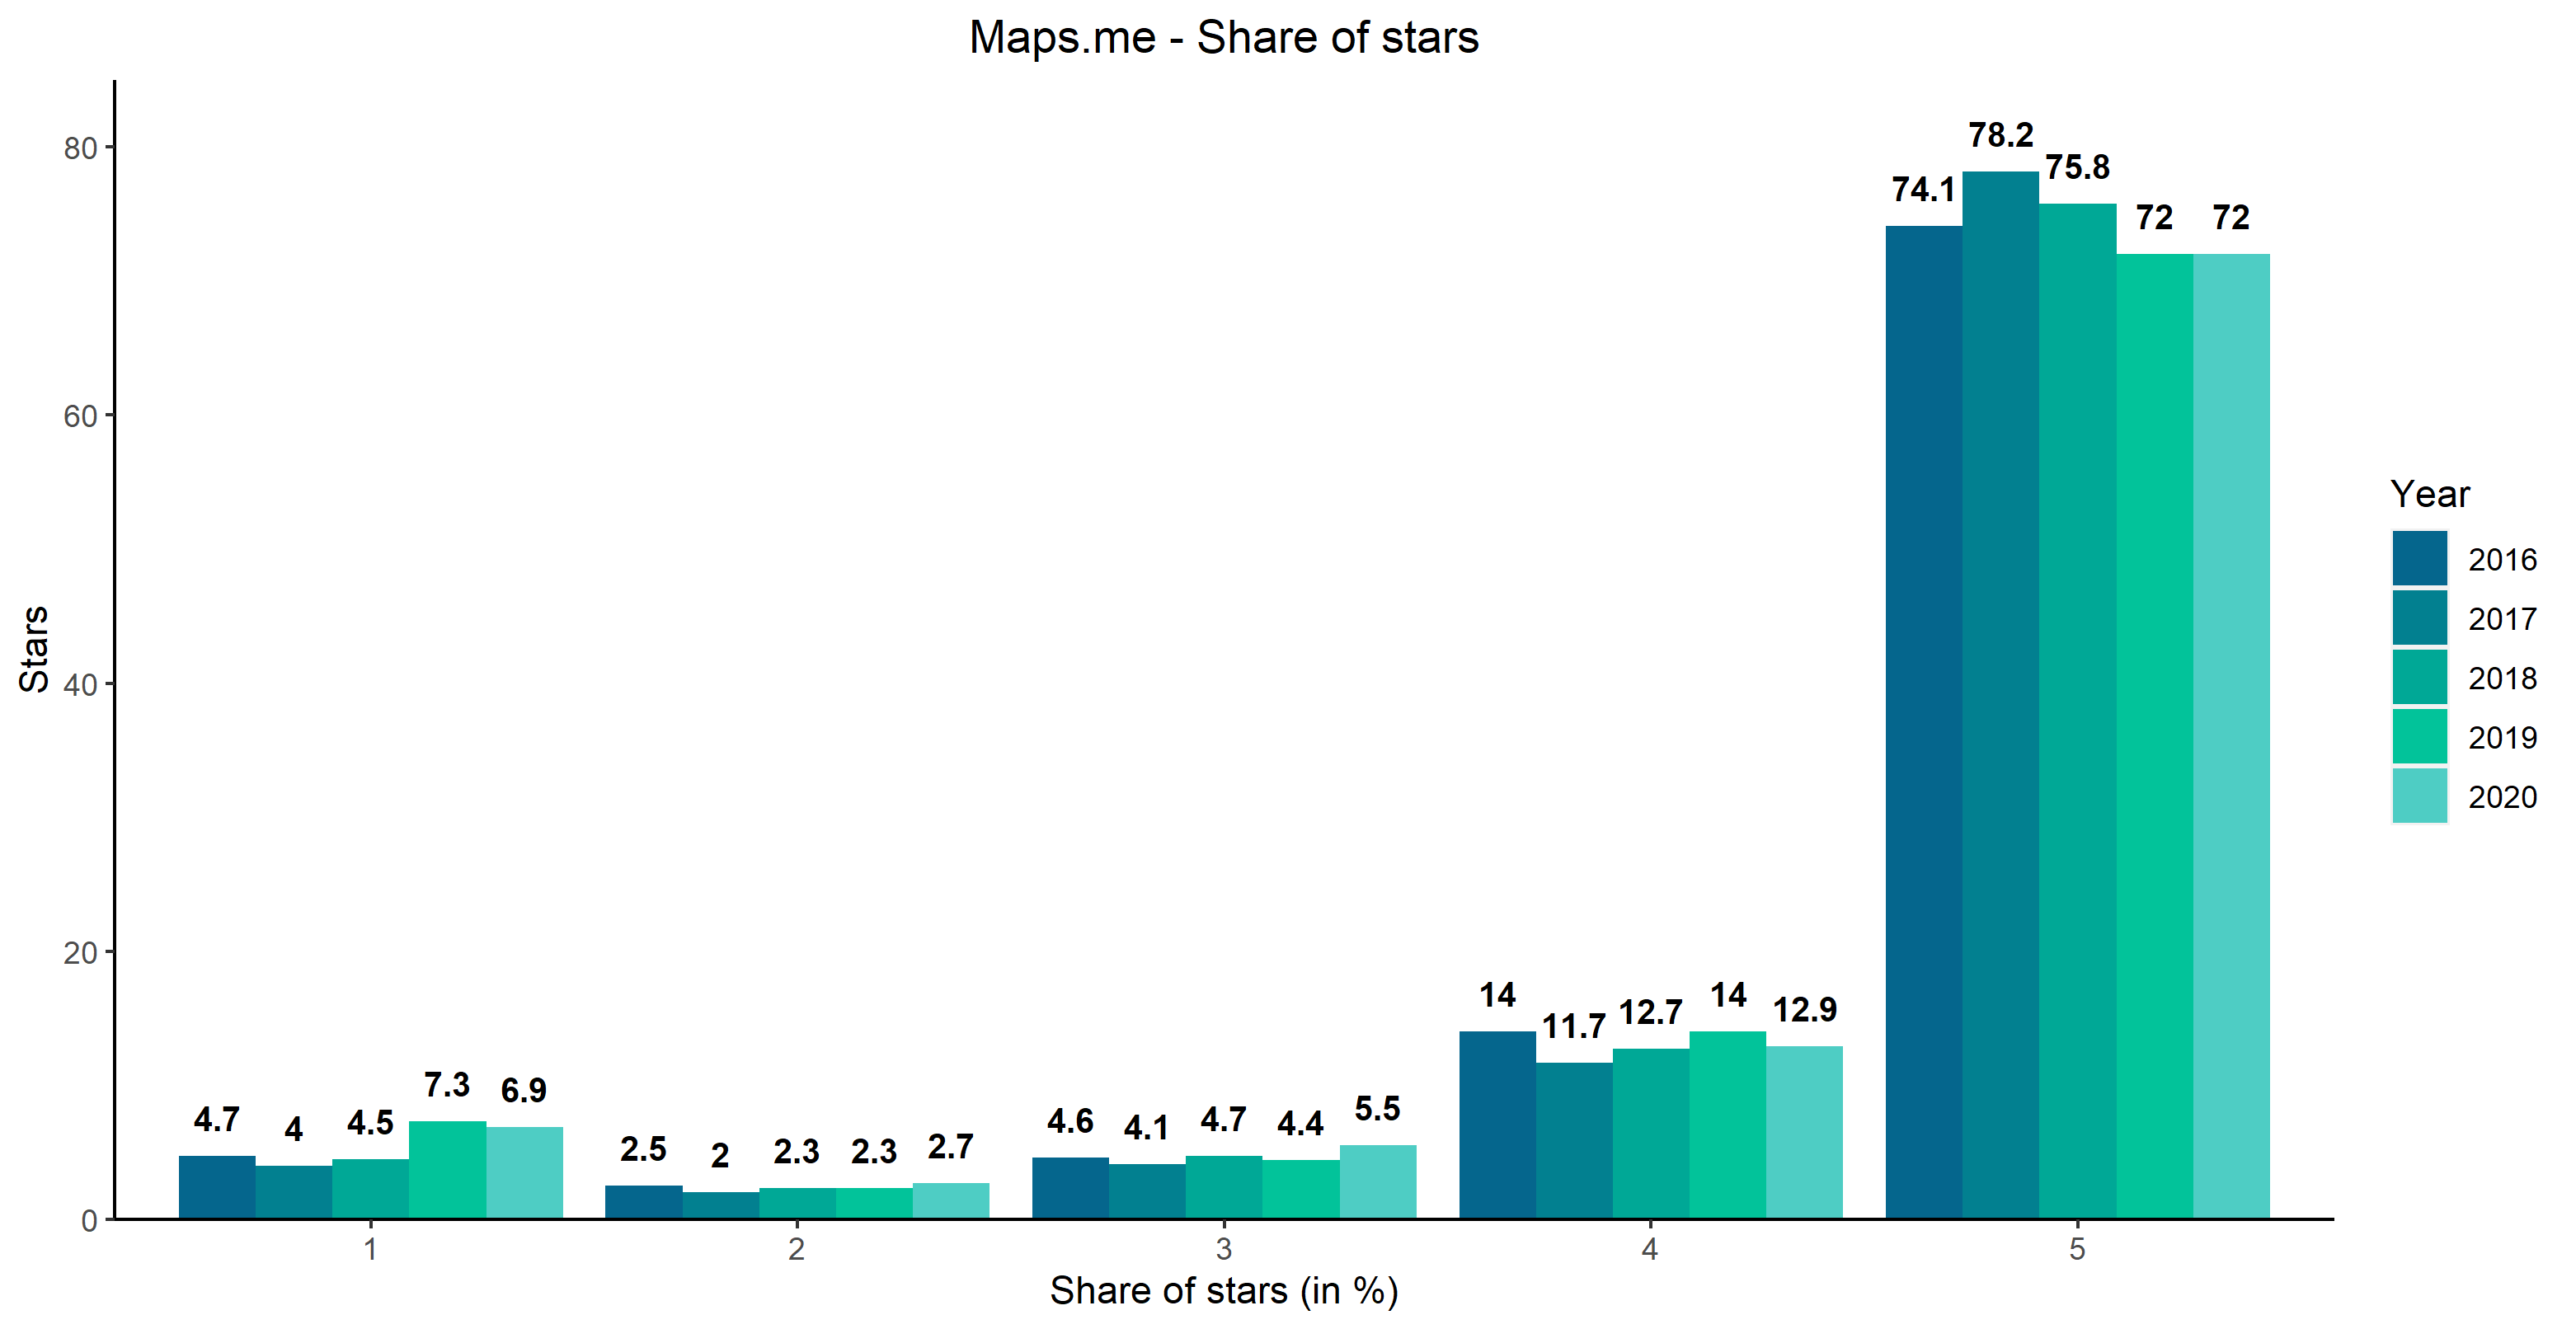 Maps.me - Share of stars
Stars
80
60
40
20
0
4.7 4 4.5 7.3 6.9
2.5 2 2.3 2.3 2.7
4.6 4.1 4.7 4.4 5.5
14 11.7 12.7 14 12.9
74.1 78.2 75.8 72 72
1 2 3 4 5
Share of stars (in %)
Year
2016
2017
2018
2019
2020